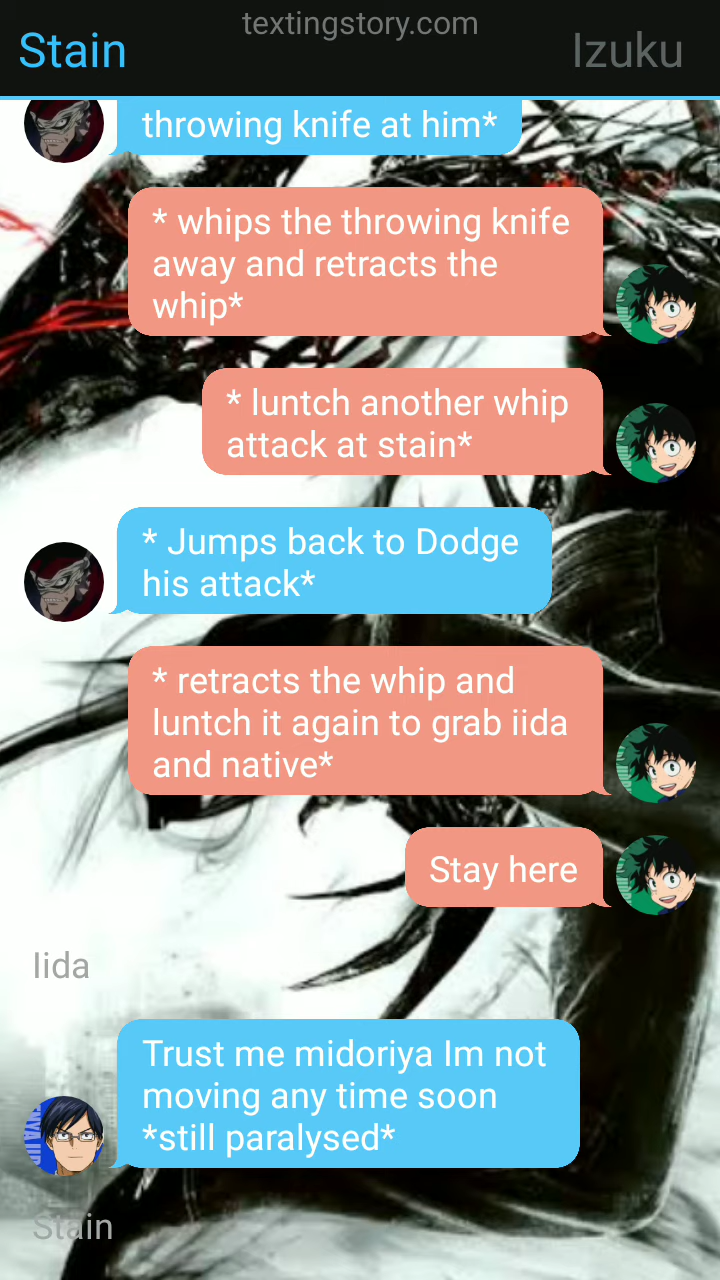 textingstory.com
Stain
Izuku
throwing knife at him*
* whips the throwing knife
away and retracts the
whip*
* luntch another whip
attack at stain*
* Jumps back to Dodge
his attack*
* retracts the whip and
luntch it again to grab iida
and native*
Stay here
Iida
Trust me midoriya Im not
moving any time soon
*still paralysed*
Stain